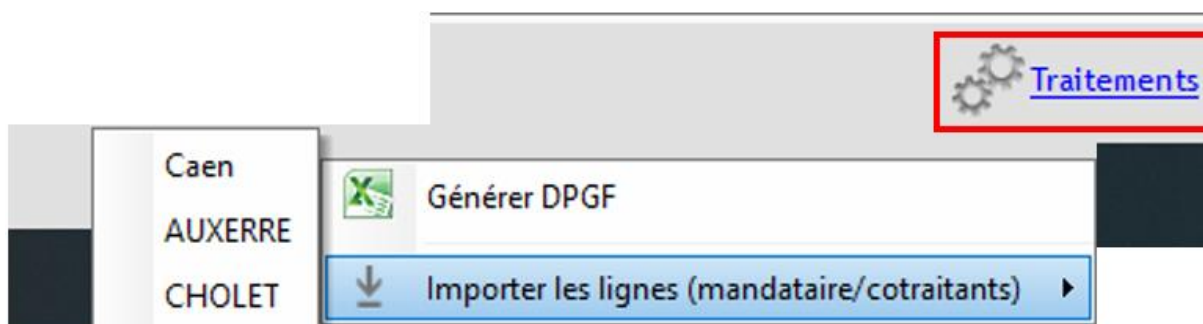 Traitements
Caen
AUXERRE
CHOLET
Générer DPGF
Importer les lignes (mandataire/cotraitants)